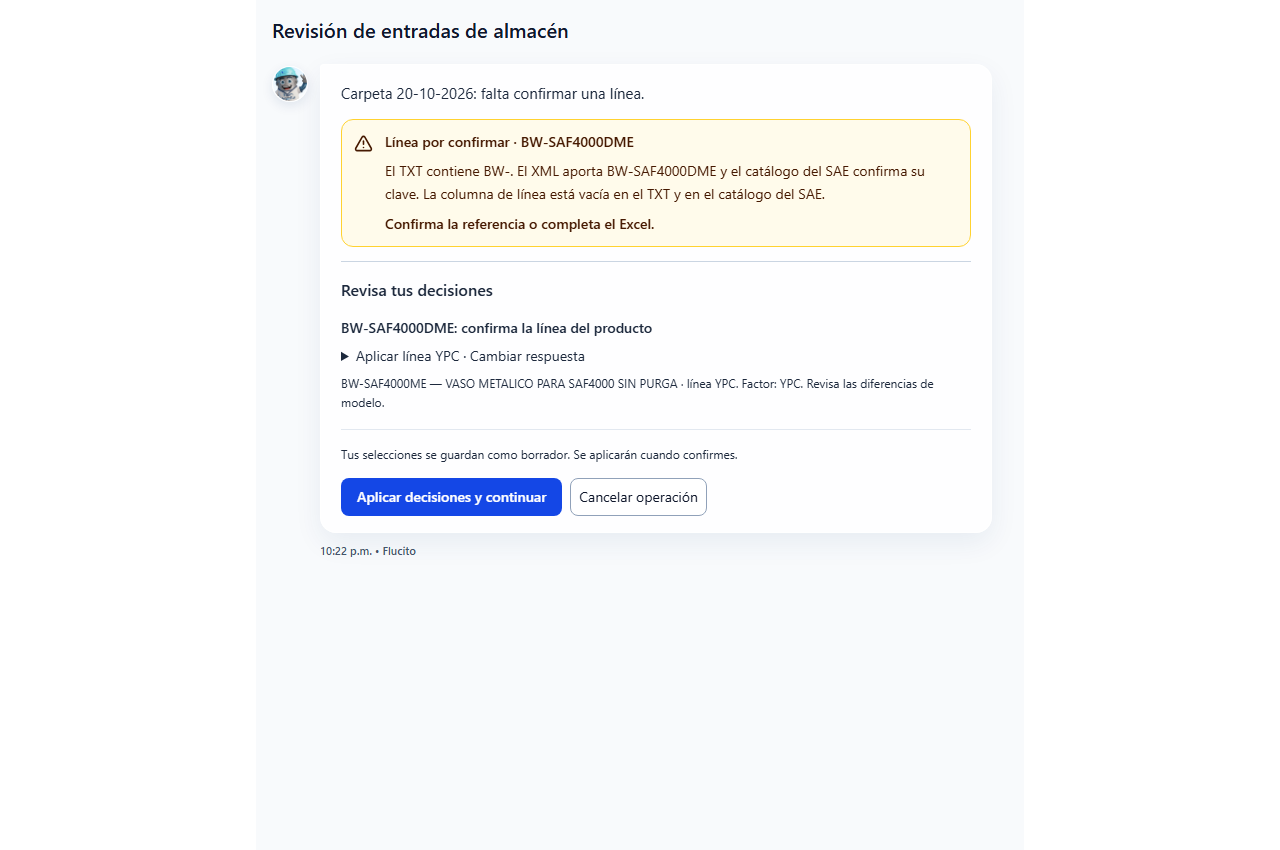 Revisión de entradas de almacén
Carpeta 20-10-2026: falta confirmar una línea.
Línea por confirmar · BW-SAF4000DME
El TXT contiene BW-. El XML aporta BW-SAF4000DME y el catálogo del SAE confirma su
clave. La columna de línea está vacía en el TXT y en el catálogo del SAE.
Confirma la referencia o completa el Excel.
Revisa tus decisiones
BW-SAF4000DME: confirma la línea del producto
Aplicar línea YPC · Cambiar respuesta
BW-SAF4000ME — VASO METALICO PARA SAF4000 SIN PURGA · línea YPC. Factor: YPC. Revisa las diferencias de
modelo.
Tus selecciones se guardan como borrador. Se aplicarán cuando confirmes.
Aplicar decisiones y continuar
Cancelar operación
10:22 p.m. • Flucito